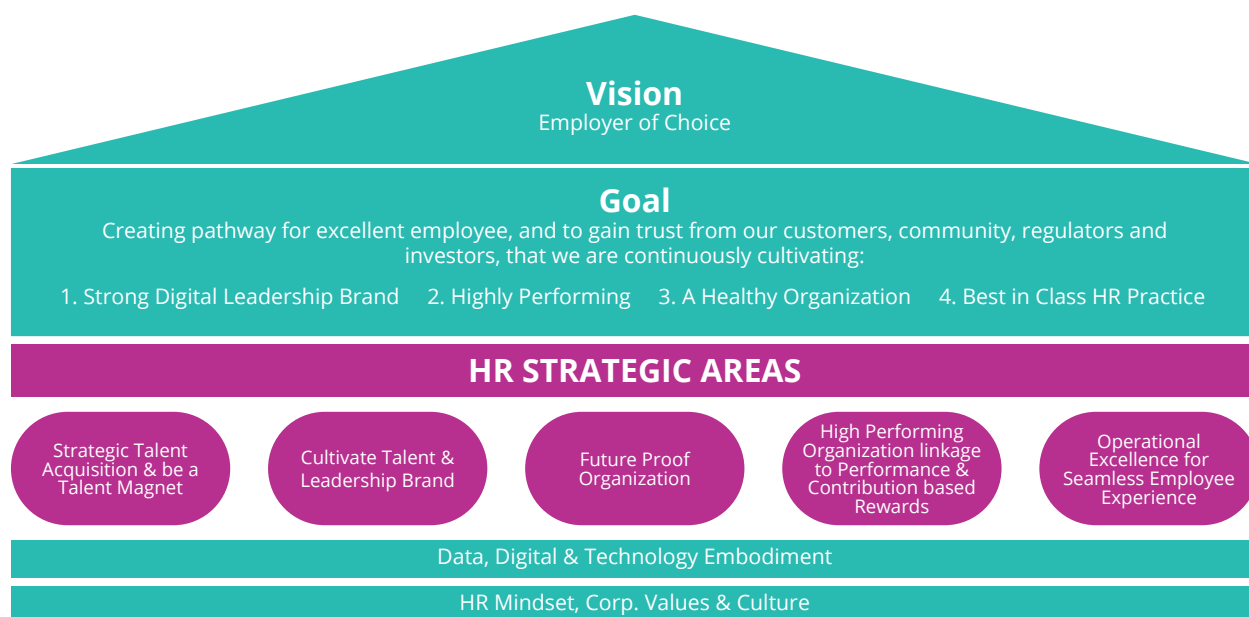 Vision
Employer of Choice
Goal
Creating pathway for excellent employee, and to gain trust from our customers, community, regulators and
investors, that we are continuously cultivating:
1. Strong Digital Leadership Brand 2. Highly Performing 3. A Healthy Organization 4. Best in Class HR Practice
HR STRATEGIC AREAS
Strategic Talent
Acquisition & be a
Talent Magnet
Cultivate Talent &
Leadership Brand
Future Proof
Organization
High Performing
Organization linkage
to Performance &
Contribution based
Rewards
Operational
Excellence for
Seamless Employee
Experience
Data, Digital & Technology Embodiment
HR Mindset, Corp. Values & Culture